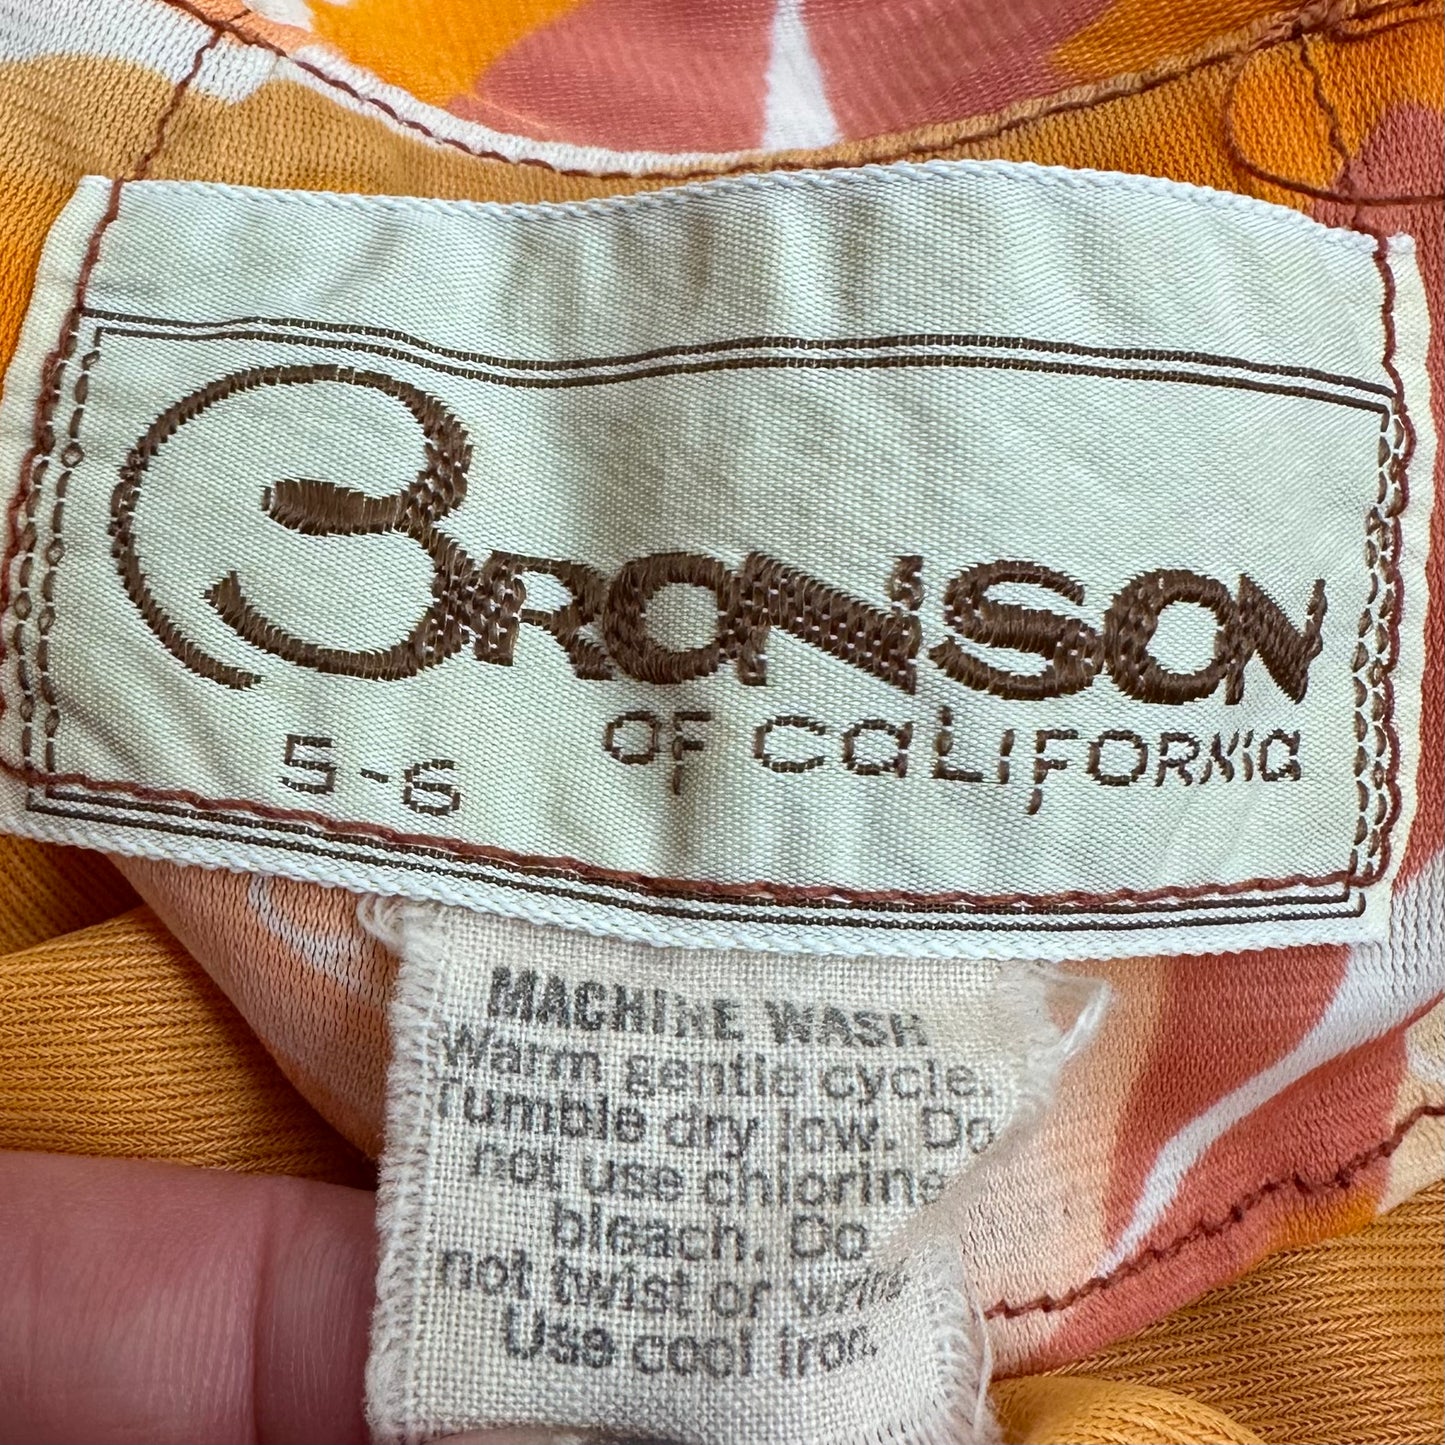 BRONSON
OF CALIFORNIA
5-6
MACHINE WASH
Warm gentle cycle.
Tumble dry low. Do
not use chlorine
bleach. Do
not twist or wring
Use cool iron.